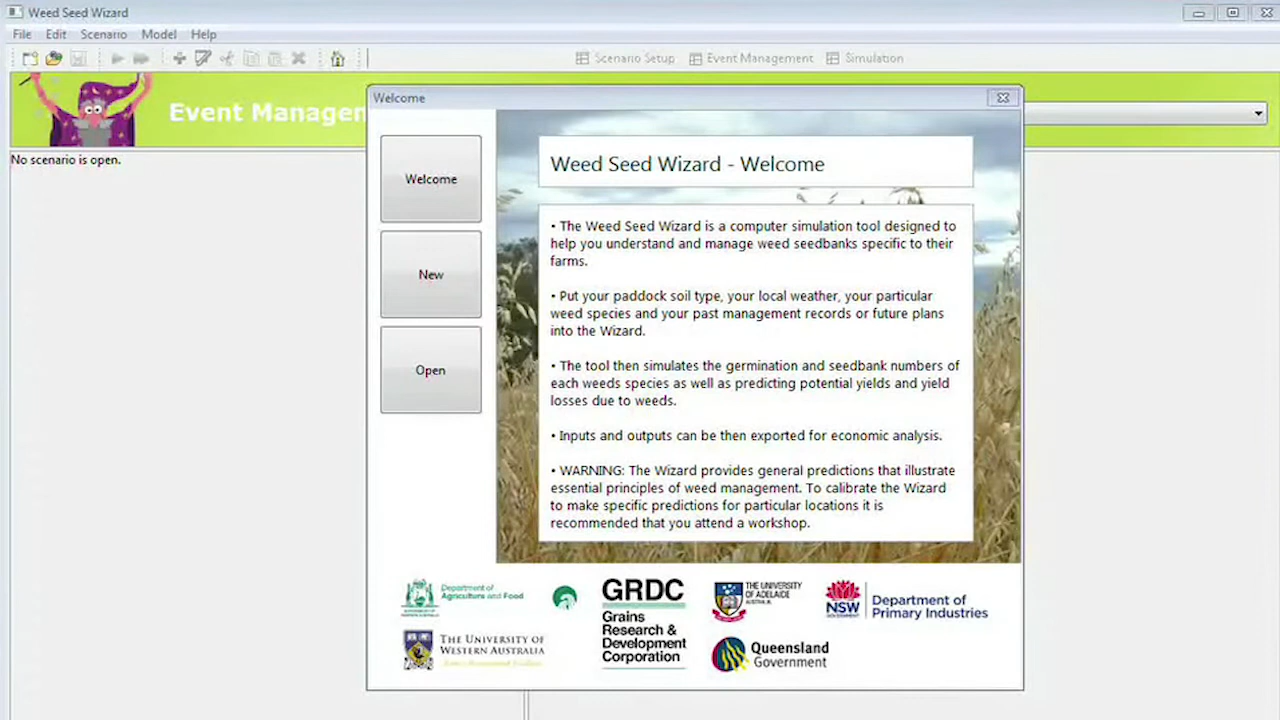 Weed Seed Wizard
File Edit Scenario Model Help
Scenario Setup Event Management Simulation
Event Managem
No scenario is open.
Welcome
Welcome
New
Open
Weed Seed Wizard - Welcome
• The Weed Seed Wizard is a computer simulation tool designed to
help you understand and manage weed seedbanks specific to their
farms.
• Put your paddock soil type, your local weather, your particular
weed species and your past management records or future plans
into the Wizard.
• The tool then simulates the germination and seedbank numbers of
each weeds species as well as predicting potential yields and yield
losses due to weeds.
• Inputs and outputs can be then exported for economic analysis.
• WARNING: The Wizard provides general predictions that illustrate
essential principles of weed management. To calibrate the Wizard
to make specific predictions for particular locations it is
recommended that you attend a workshop.
Department of
Agriculture and Food
GRDC
Grains
Research &
Development
Corporation
THE UNIVERSITY
OF ADELAIDE
AUSTRALIA
NSW
GOVERNMENT
Department of
Primary Industries
THE UNIVERSITY OF
WESTERN AUSTRALIA
Queensland
Government